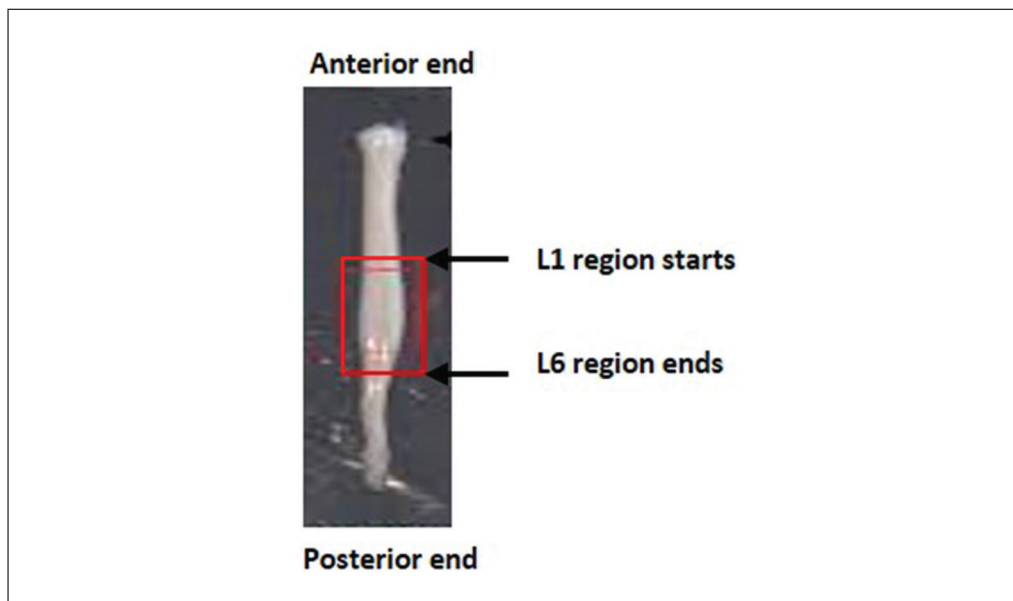 Anterior end
L1 region starts
L6 region ends
Posterior end